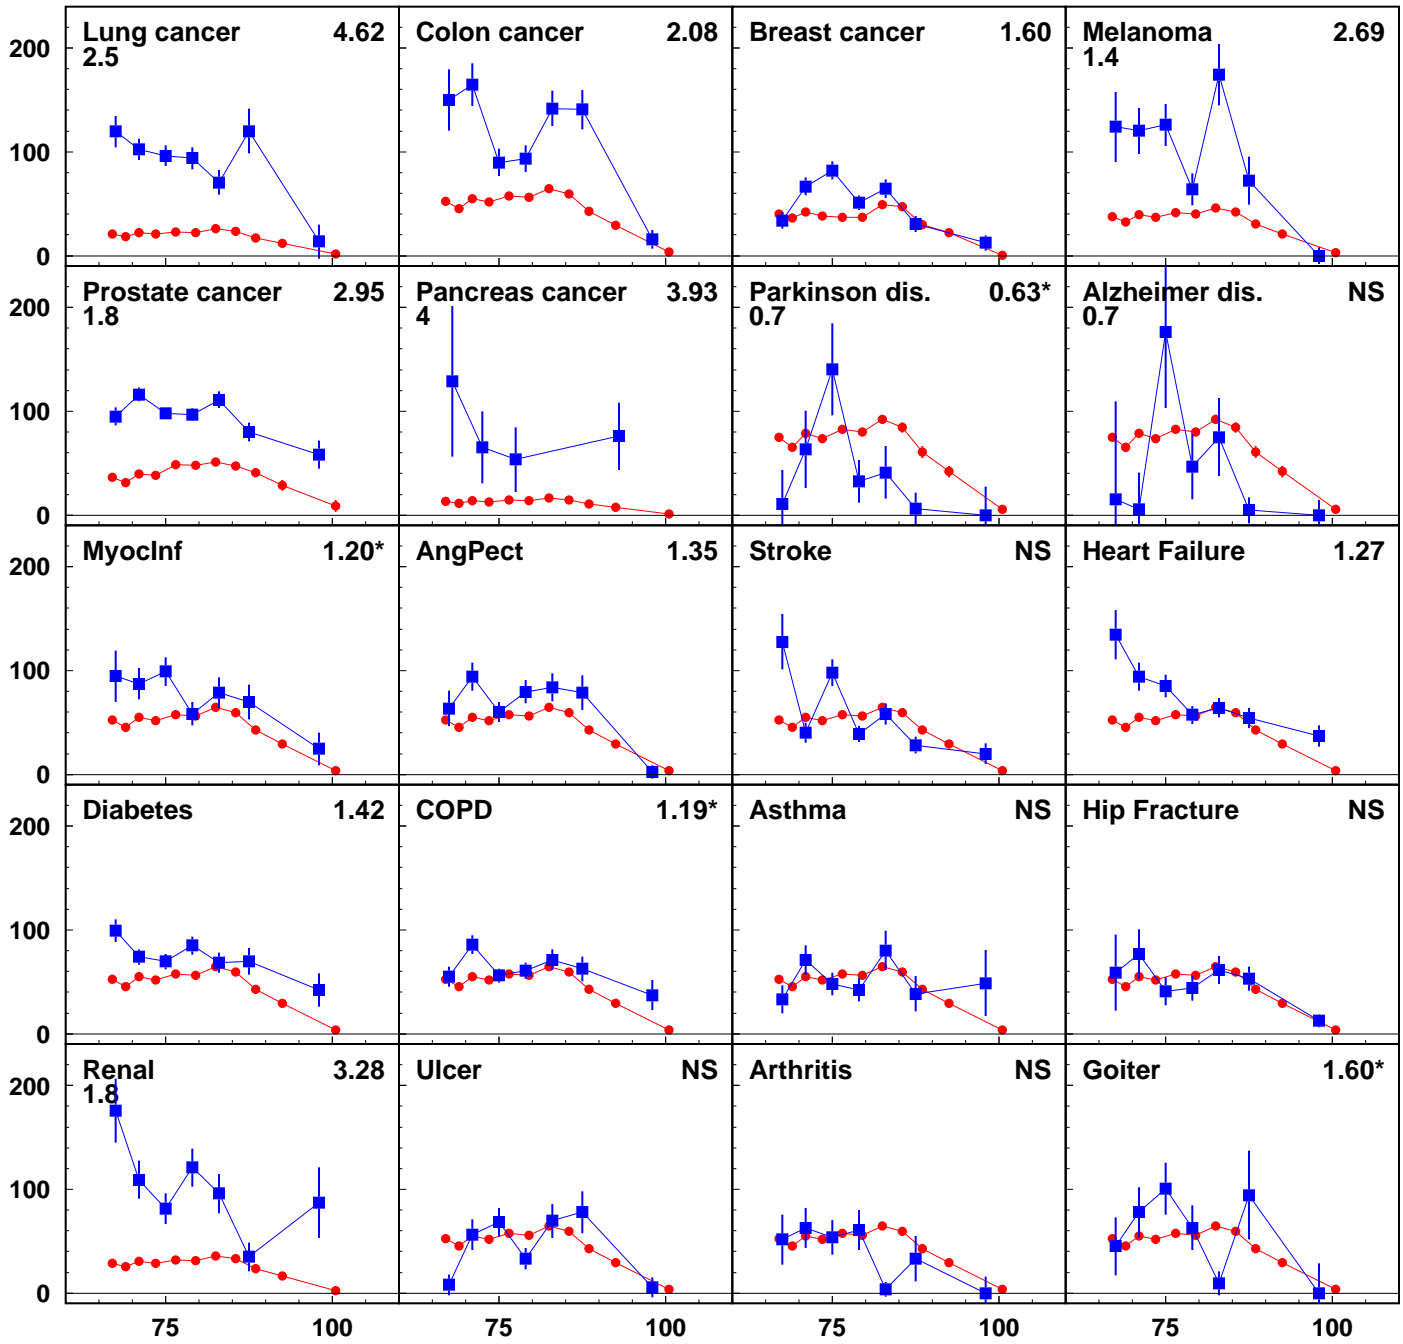 Lung cancer 4.62
2.5
Colon cancer 2.08
Breast cancer 1.60
Melanoma 2.69
1.4
200
100
0
Prostate cancer 2.95
1.8
Pancreas cancer 3.93
4
Parkinson dis. 0.63*
0.7
Alzheimer dis. NS
0.7
200
100
0
MyocInf 1.20*
AngPect 1.35
Stroke NS
Heart Failure 1.27
200
100
0
Diabetes 1.42
COPD 1.19*
Asthma NS
Hip Fracture NS
200
100
0
Renal 3.28
1.8
Ulcer NS
Arthritis NS
Goiter 1.60*
200
100
0
75 100 75 100 75 100 75 100